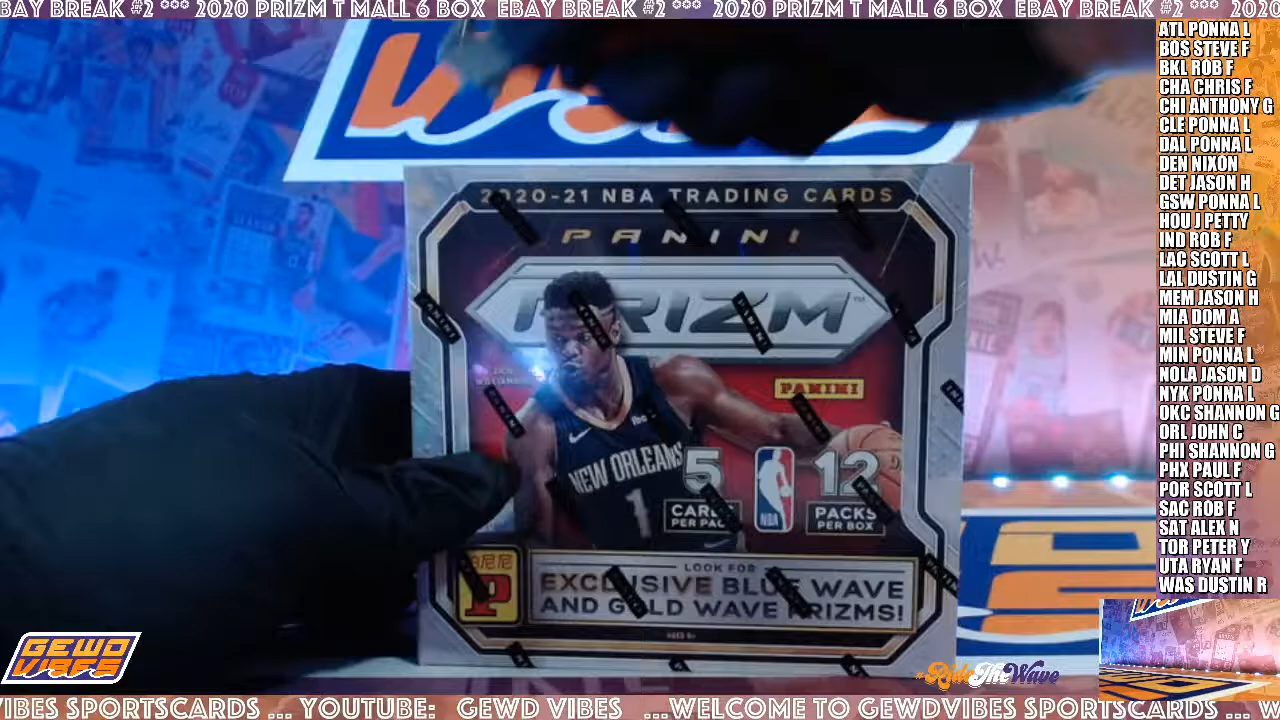 BAY BREAK #2 *** 2020 PRIZM T MALL 6 BOX EBAY BREAK #2 *** 2020 PRIZM T MALL 6 BOX EBAY BREAK #2 *** 2020
ATL PONNA L
BOS STEVE F
BKL ROB F
CHA CHRIS F
CHI ANTHONY G
CLE PONNA L
DAL PONNA L
DEN NIXON
DET JASON H
GSW PONNA L
HOU J PETTY
IND ROB F
LAC SCOTT L
LAL DUSTIN G
MEM JASON H
MIA DOM A
MIL STEVE F
MIN PONNA L
NOLA JASON D
NYK PONNA L
OKC SHANNON G
ORL JOHN C
PHI SHANNON G
PHX PAUL F
POR SCOTT L
SAC ROB F
SAT ALEX N
TOR PETER Y
UTA RYAN F
WAS DUSTIN R
2020-21 NBA TRADING CARDS
PANINI
PRIZM
ZION
WILLIAMSON
PANINI
NEW ORLEANS
1
5
CARDS
PER PACK
NBA
12
PACKS
PER BOX
LOOK FOR
EXCLUSIVE BLUE WAVE
AND GOLD WAVE PRIZMS!
GEWD
VIBES
#RideTheWave
VIBES SPORTSCARDS ... YOUTUBE: GEWD VIBES ...WELCOME TO GEWDVIBES SPORTSCARDS ... W